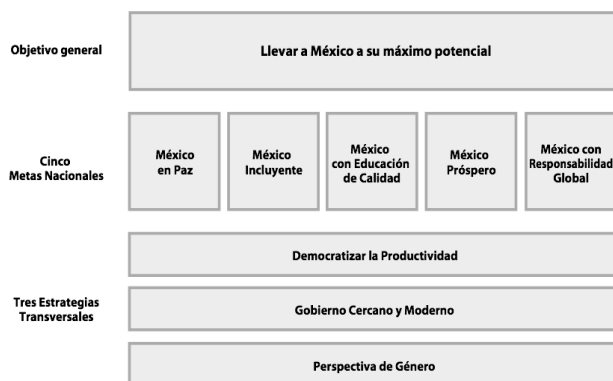 Objetivo general
Llevar a México a su máximo potencial
Cinco
Metas Nacionales
México
en Paz
México
Incluyente
México
con Educación
de Calidad
México
Próspero
México con
Responsabilidad
Global
Tres Estrategias
Transversales
Democratizar la Productividad
Gobierno Cercano y Moderno
Perspectiva de Género